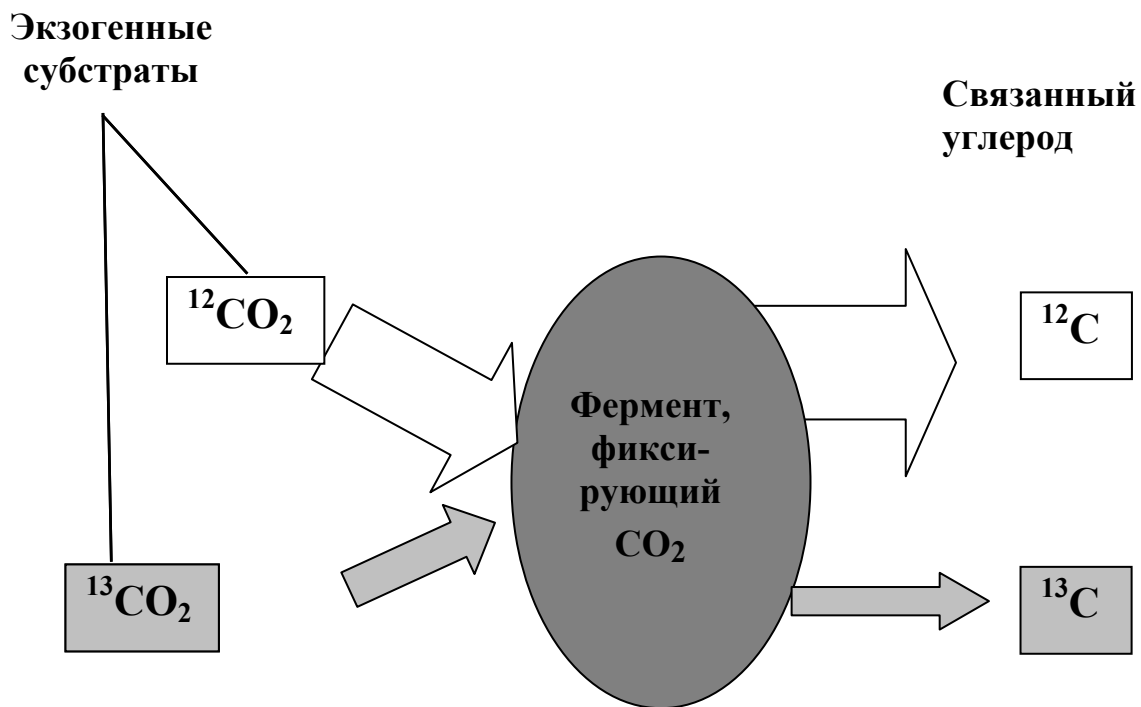 Экзогенные
субстраты
Связанный
углерод
¹²CO₂
¹²C
Фермент,
фикси-
рующий
CO₂
¹³CO₂
¹³C